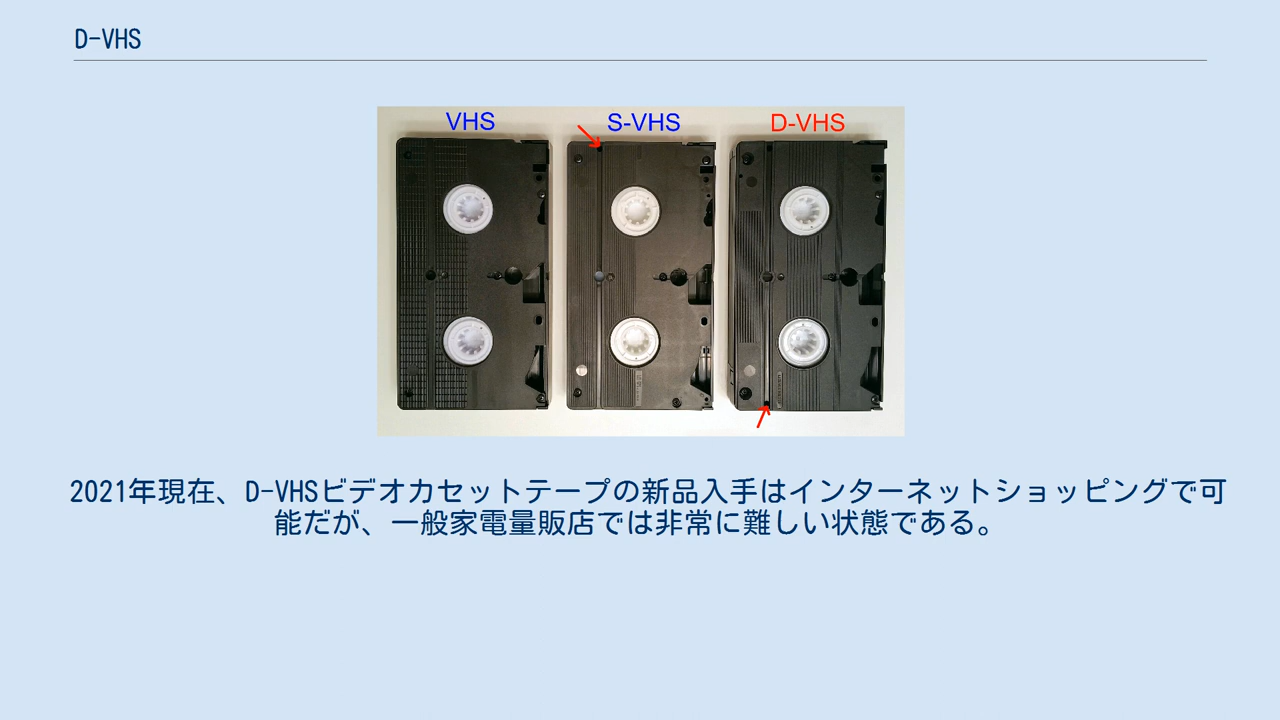 D-VHS
VHS
S-VHS
D-VHS
2021年現在、D-VHSビデオカセットテープの新品入手はインターネットショッピングで可
能だが、一般家電量販店では非常に難しい状態である。